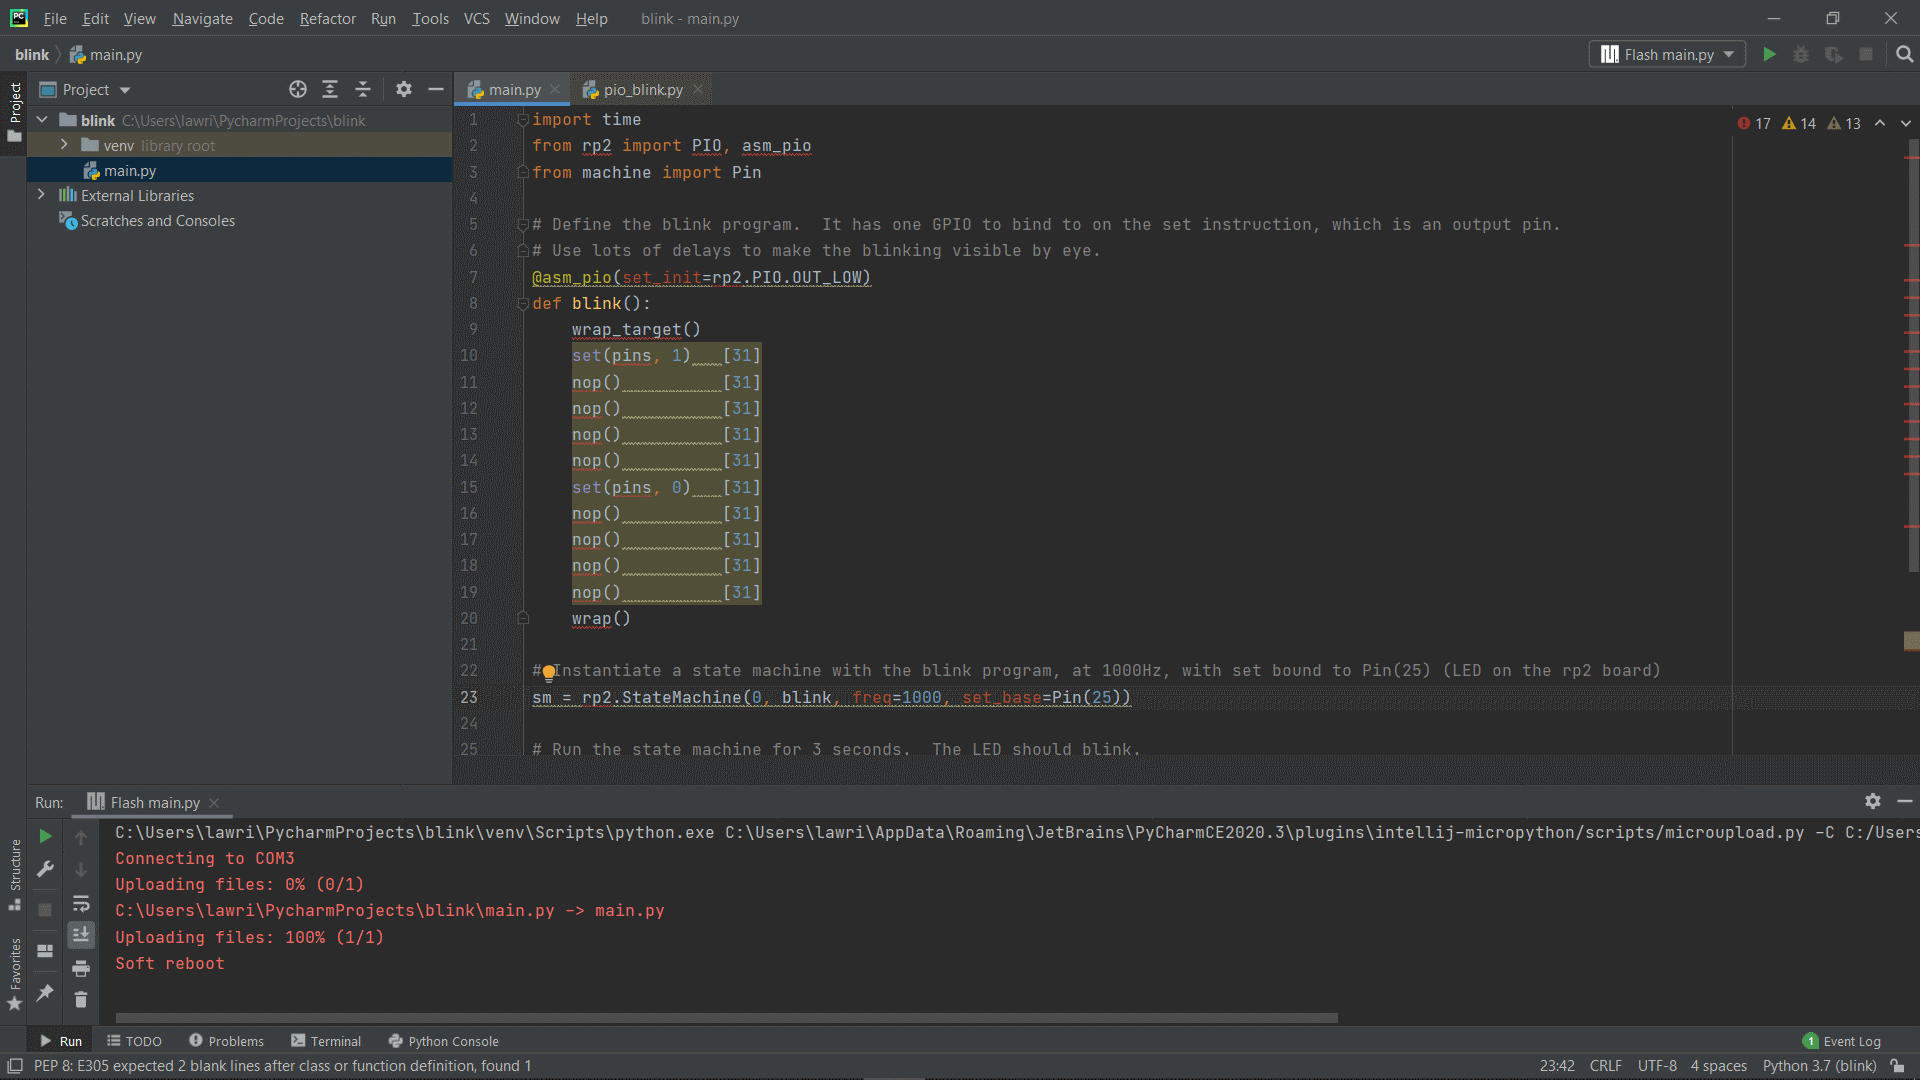 File Edit View Navigate Code Refactor Run Tools VCS Window Help blink - main.py
blink main.py Flash main.py
Project
Project
main.py pio_blink.py
blink C:\Users\lawri\PycharmProjects\blink
venv library root
main.py
External Libraries
Scratches and Consoles
17 14 13
1 import time
2 from rp2 import PIO, asm_pio
3 from machine import Pin
4
5 # Define the blink program.  It has one GPIO to bind to on the set instruction, which is an output pin.
6 # Use lots of delays to make the blinking visible by eye.
7 @asm_pio(set_init=rp2.PIO.OUT_LOW)
8 def blink():
9     wrap_target()
10     set(pins, 1)   [31]
11     nop()          [31]
12     nop()          [31]
13     nop()          [31]
14     nop()          [31]
15     set(pins, 0)   [31]
16     nop()          [31]
17     nop()          [31]
18     nop()          [31]
19     nop()          [31]
20     wrap()
21
22 # Instantiate a state machine with the blink program, at 1000Hz, with set bound to Pin(25) (LED on the rp2 board)
23 sm = rp2.StateMachine(0, blink, freq=1000, set_base=Pin(25))
24
25 # Run the state machine for 3 seconds.  The LED should blink.
Run: Flash main.py
C:\Users\lawri\PycharmProjects\blink\venv\Scripts\python.exe C:\Users\lawri\AppData\Roaming\JetBrains\PyCharmCE2020.3\plugins\intellij-micropython/scripts/microupload.py -C C:/Users
Connecting to COM3
Uploading files: 0% (0/1)
C:\Users\lawri\PycharmProjects\blink\main.py -> main.py
Uploading files: 100% (1/1)
Soft reboot
Structure
Favorites
Run TODO Problems Terminal Python Console 1 Event Log
PEP 8: E305 expected 2 blank lines after class or function definition, found 1 23:42 CRLF UTF-8 4 spaces Python 3.7 (blink)